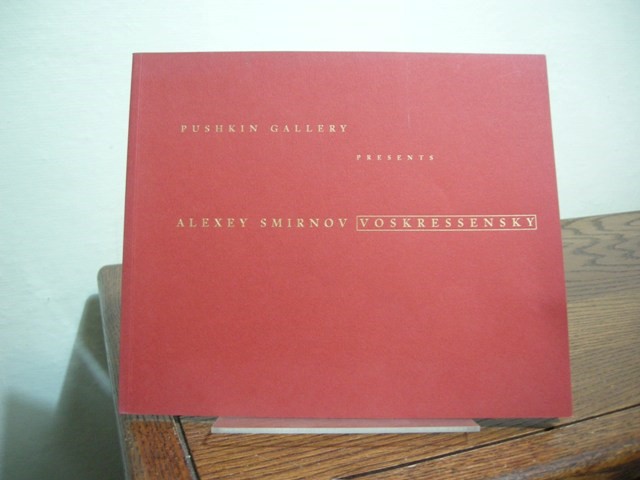 PUSHKIN GALLERY
PRESENTS
ALEXEY SMIRNOV VOSKRESSENSKY